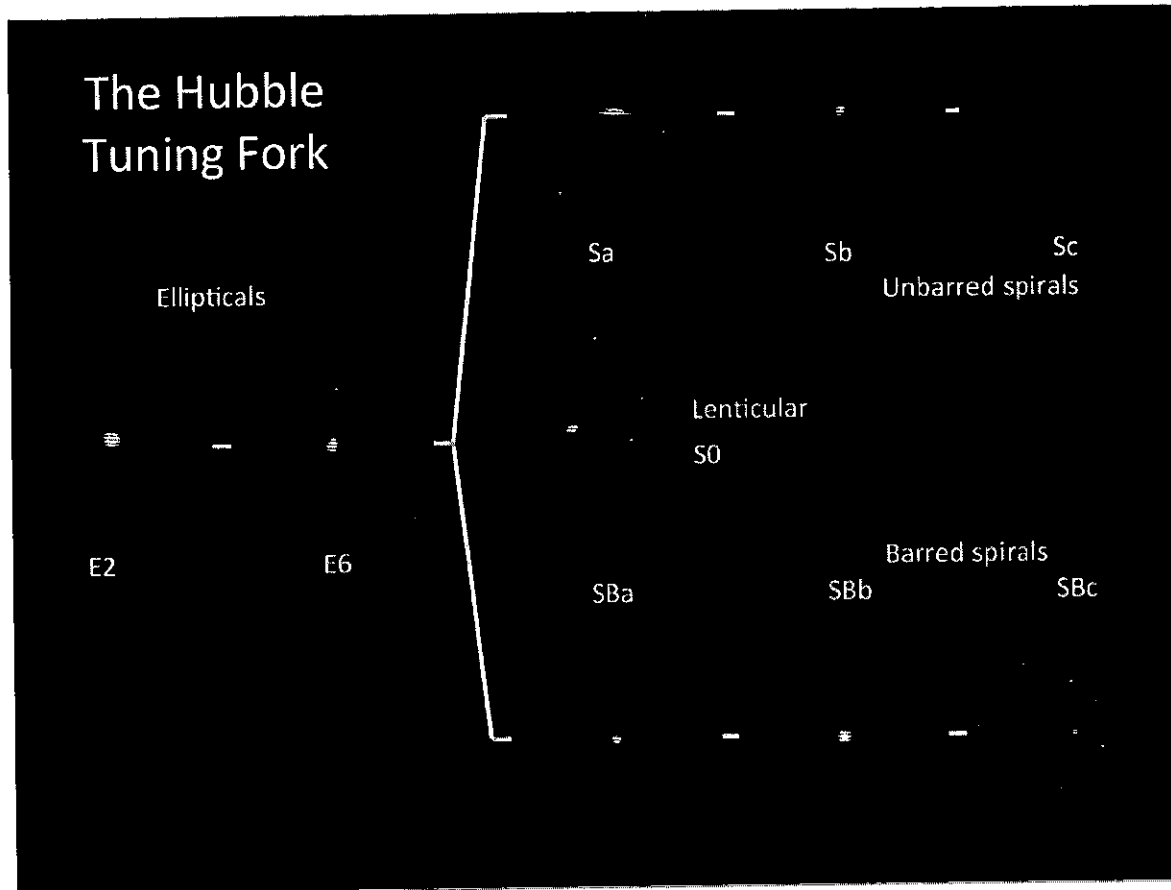 The Hubble
Tuning Fork
Sa
Sb
Sc
Ellipticals
Unbarred spirals
Lenticular
S0
E2
E6
Barred spirals
SBa
SBb
SBc